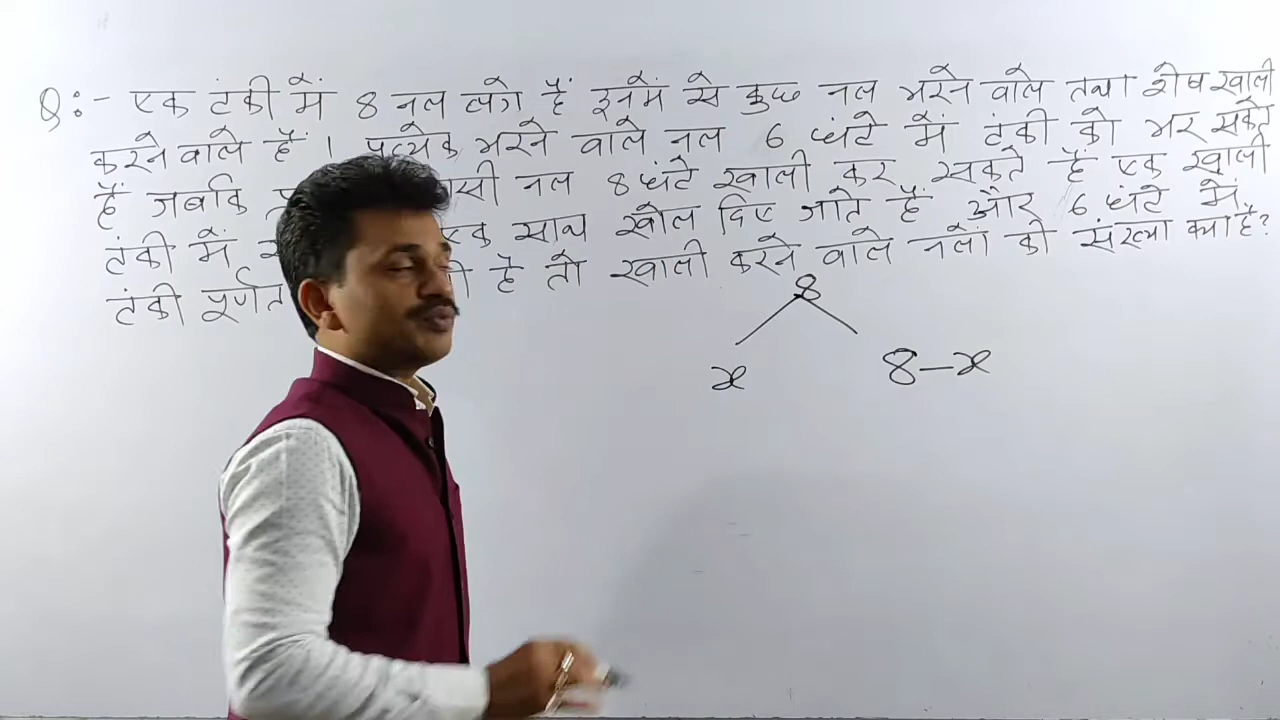 Q:- एक टंकी में 8 नल लगे हैं इनमें से कुछ नल भरने वाले तथा शेष खाली
करने वाले हैं। प्रत्येक भरने वाले नल 6 घंटे में टंकी को भर सकते
हैं जबकि नल 8 घंटे खाली कर सकते हैं एक खाली
टंकी में एक साथ खोल दिए जाते हैं और 6 घंटे में
टंकी है तो खाली करने वाले नलों की संख्या क्या है?
8
x 8-x